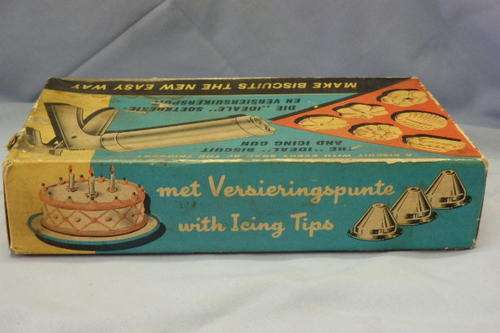 MAKE BISCUITS THE NEW EASY WAY
DIE „IDEALE" SOETKOEKIE
EN VERSIERSUIKERSPUIT
THE "IDEAL" BISCUIT
AND ICING GUN
met Versieringspunte
with Icing Tips